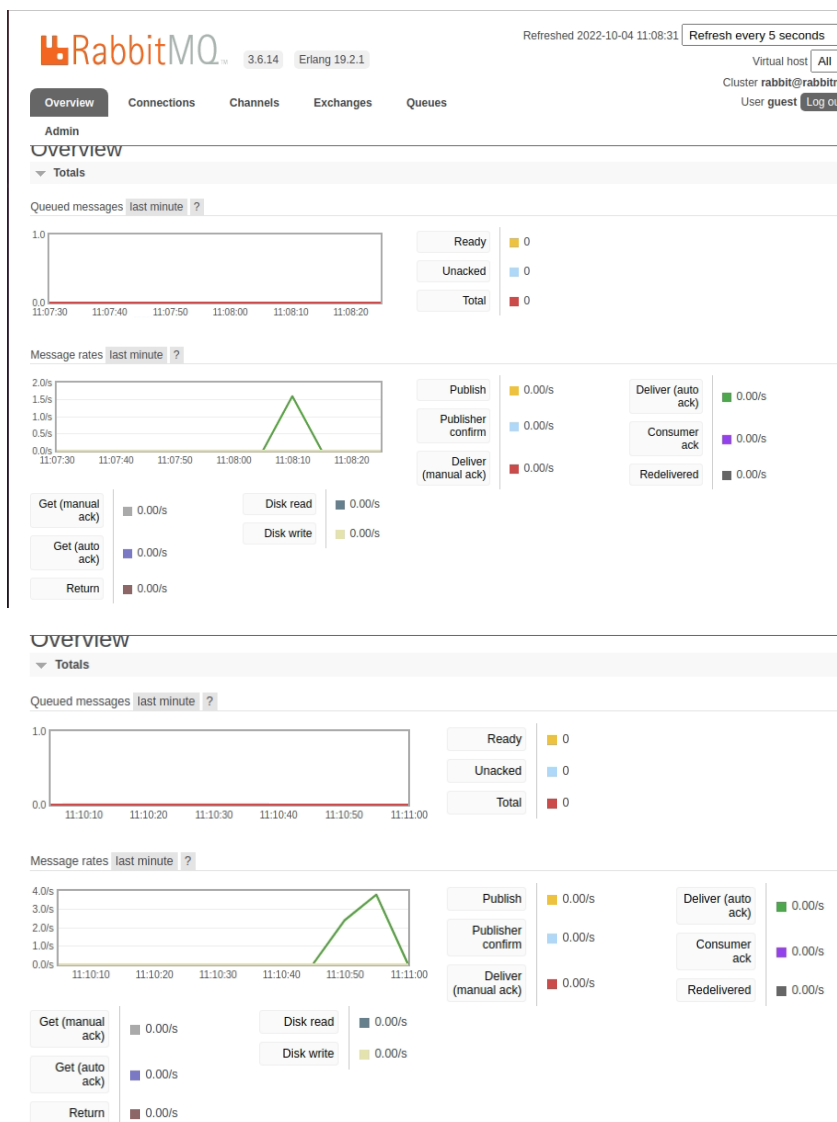 Refreshed 2022-10-04 11:08:31 Refresh every 5 seconds
RabbitMQ TM 3.6.14 Erlang 19.2.1
Virtual host All
Cluster rabbit@rabbitm
User guest Log ou
Overview Connections Channels Exchanges Queues
Admin
Overview
Totals
Queued messages last minute ?
1.0
0.0
11:07:30 11:07:40 11:07:50 11:08:00 11:08:10 11:08:20
Ready 0
Unacked 0
Total 0
Message rates last minute ?
2.0/s
1.5/s
1.0/s
0.5/s
0.0/s
11:07:30 11:07:40 11:07:50 11:08:00 11:08:10 11:08:20
Publish 0.00/s
Publisher
confirm 0.00/s
Deliver
(manual ack) 0.00/s
Deliver (auto
ack) 0.00/s
Consumer
ack 0.00/s
Redelivered 0.00/s
Get (manual
ack) 0.00/s
Get (auto
ack) 0.00/s
Return 0.00/s
Disk read 0.00/s
Disk write 0.00/s
Overview
Totals
Queued messages last minute ?
1.0
0.0
11:10:10 11:10:20 11:10:30 11:10:40 11:10:50 11:11:00
Ready 0
Unacked 0
Total 0
Message rates last minute ?
4.0/s
3.0/s
2.0/s
1.0/s
0.0/s
11:10:10 11:10:20 11:10:30 11:10:40 11:10:50 11:11:00
Publish 0.00/s
Publisher
confirm 0.00/s
Deliver
(manual ack) 0.00/s
Deliver (auto
ack) 0.00/s
Consumer
ack 0.00/s
Redelivered 0.00/s
Get (manual
ack) 0.00/s
Get (auto
ack) 0.00/s
Return 0.00/s
Disk read 0.00/s
Disk write 0.00/s